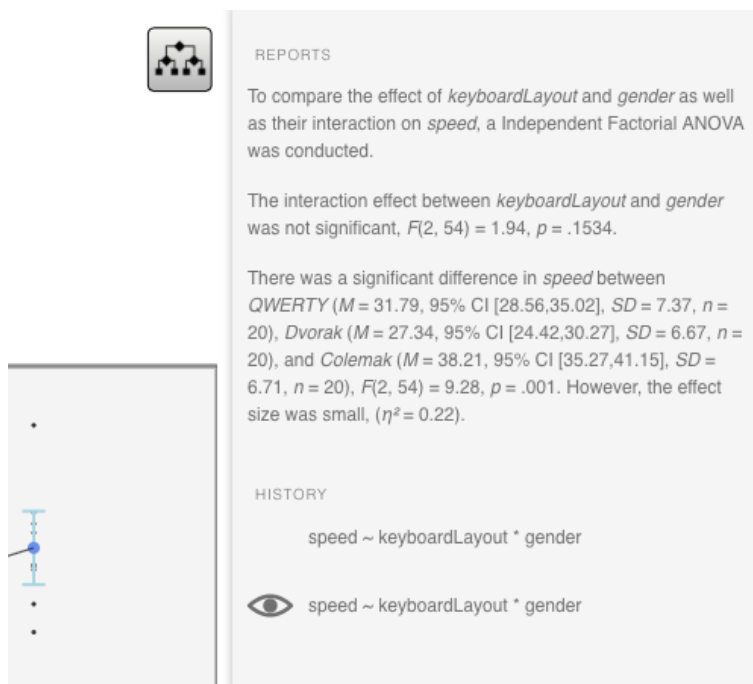 REPORTS
To compare the effect of keyboardLayout and gender as well
as their interaction on speed, a Independent Factorial ANOVA
was conducted.
The interaction effect between keyboardLayout and gender
was not significant, F(2, 54) = 1.94, p = .1534.
There was a significant difference in speed between
QWERTY (M = 31.79, 95% CI [28.56,35.02], SD = 7.37, n =
20), Dvorak (M = 27.34, 95% CI [24.42,30.27], SD = 6.67, n =
20), and Colemak (M = 38.21, 95% CI [35.27,41.15], SD =
6.71, n = 20), F(2, 54) = 9.28, p = .001. However, the effect
size was small, (η² = 0.22).
HISTORY
speed ~ keyboardLayout * gender
speed ~ keyboardLayout * gender